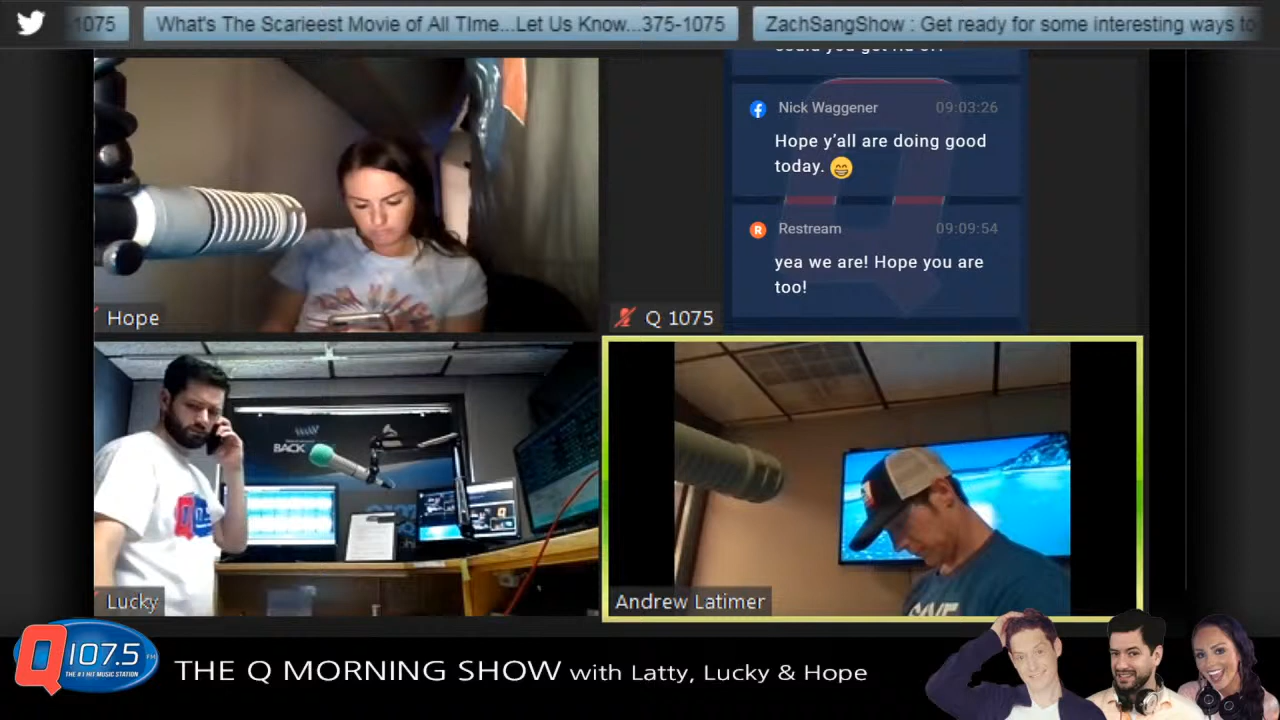 1075
What's The Scarieest Movie of All TIme...Let Us Know...375-1075
ZachSangShow : Get ready for some interesting ways to
Nick Waggener
09:03:26
Hope y'all are doing good
today. 😁
R
Restream
09:09:54
yea we are! Hope you are
too!
Hope
Q 1075
BACK
Lucky
Andrew Latimer
Q 107.5 FM
THE #1 HIT MUSIC STATION
THE Q MORNING SHOW with Latty, Lucky & Hope